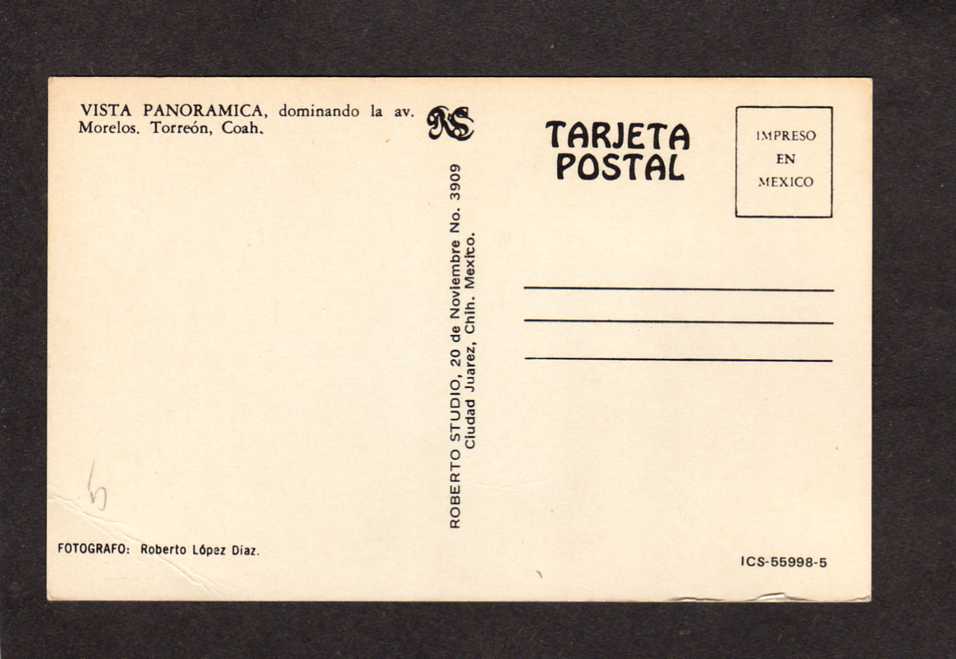 VISTA PANORAMICA, dominando la av.
Morelos. Torreón, Coah.
RS
ROBERTO STUDIO, 20 de Noviembre No. 3909
Ciudad Juarez, Chih. Mexico.
TARJETA
POSTAL
IMPRESO
EN
MEXICO
FOTOGRAFO: Roberto López Díaz.
ICS-55998-5